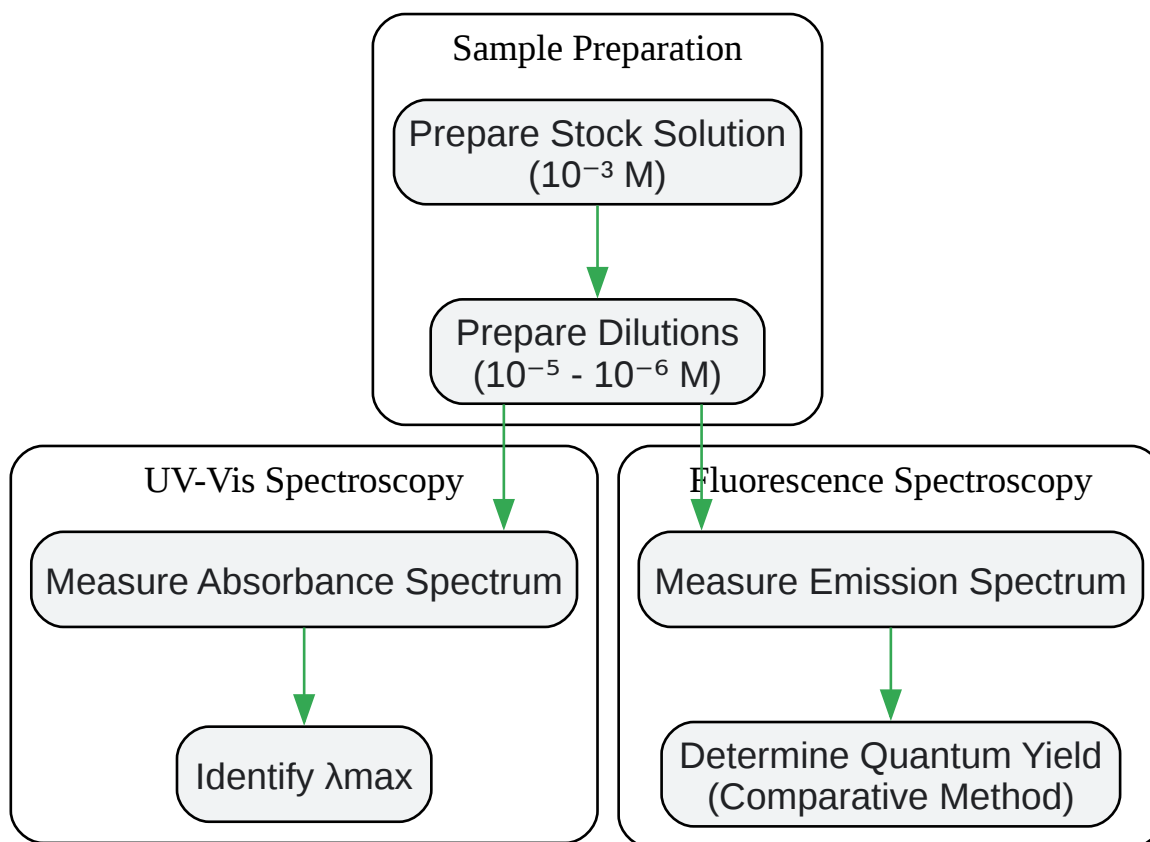 Sample Preparation
Prepare Stock Solution
(10⁻³ M)
Prepare Dilutions
(10⁻⁵ - 10⁻⁶ M)
UV-Vis Spectroscopy
Measure Absorbance Spectrum
Identify λmax
Fluorescence Spectroscopy
Measure Emission Spectrum
Determine Quantum Yield
(Comparative Method)